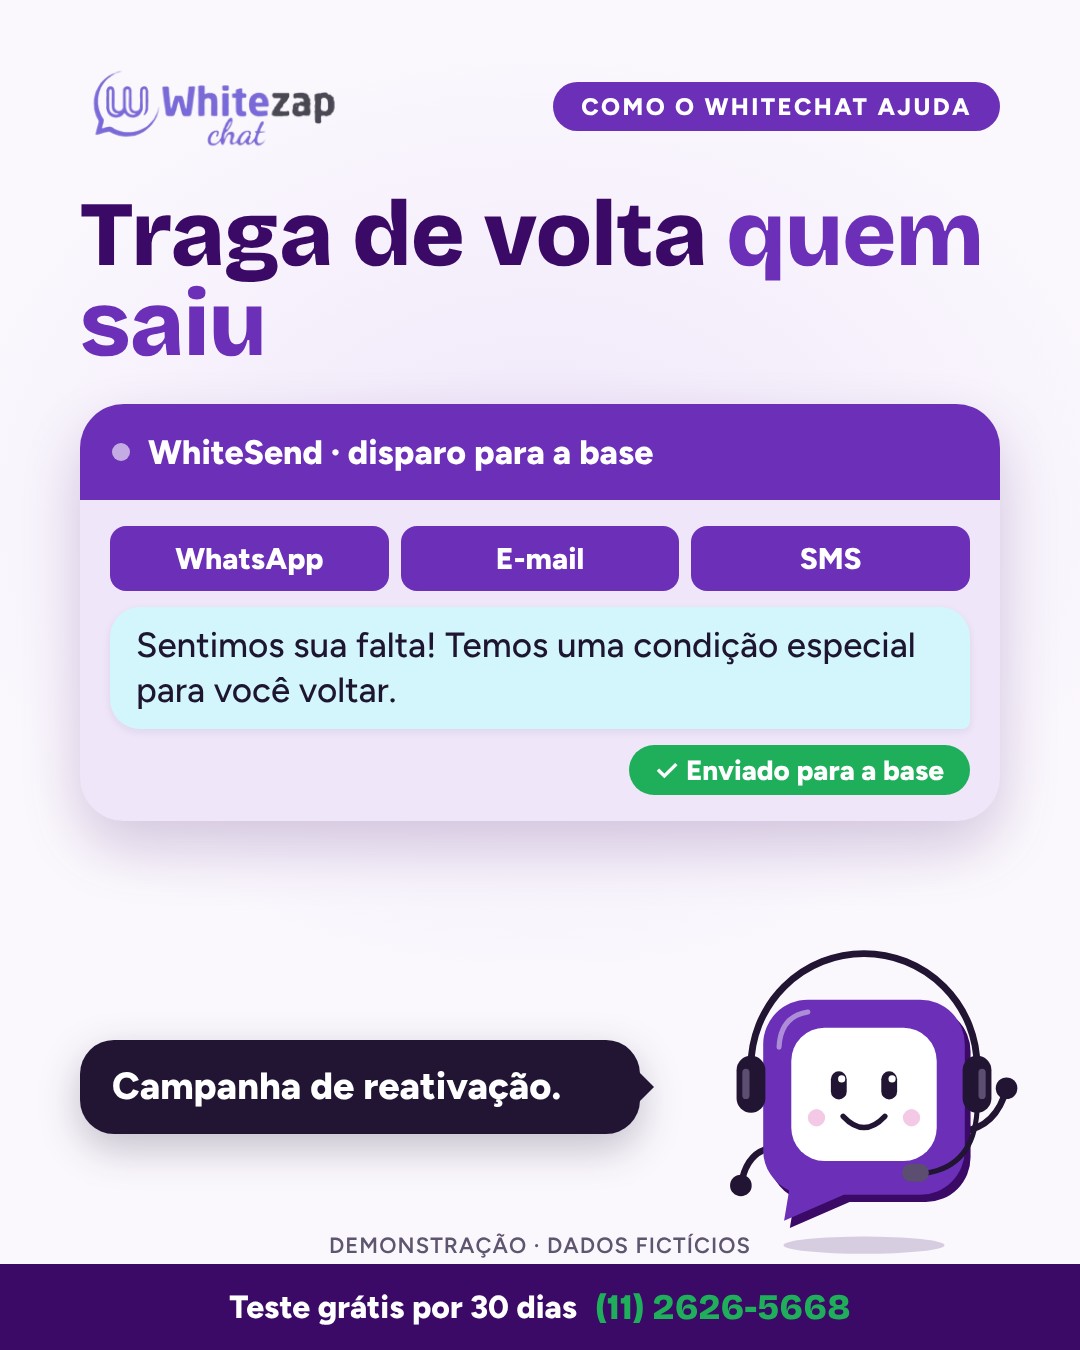 Whitezap
chat
COMO O WHITECHAT AJUDA
Traga de volta quem
saiu
WhiteSend · disparo para a base
WhatsApp
E-mail
SMS
Sentimos sua falta! Temos uma condição especial
para você voltar.
✓ Enviado para a base
Campanha de reativação.
DEMONSTRAÇÃO · DADOS FICTÍCIOS
Teste grátis por 30 dias (11) 2626-5668